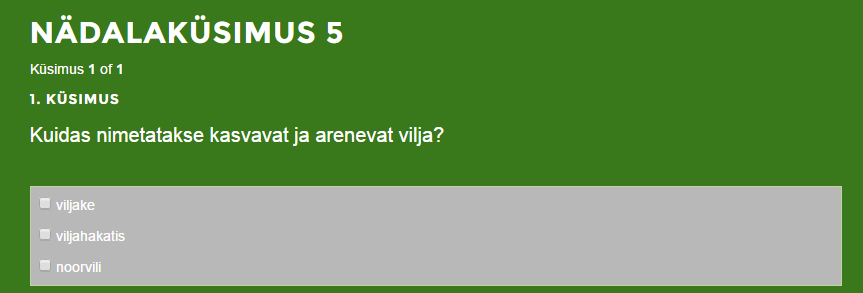 NÄDALAKÜSIMUS 5
Küsimus 1 of 1
1. KÜSIMUS
Kuidas nimetatakse kasvavat ja arenevat vilja?
viljake
viljahakatis
noorvili